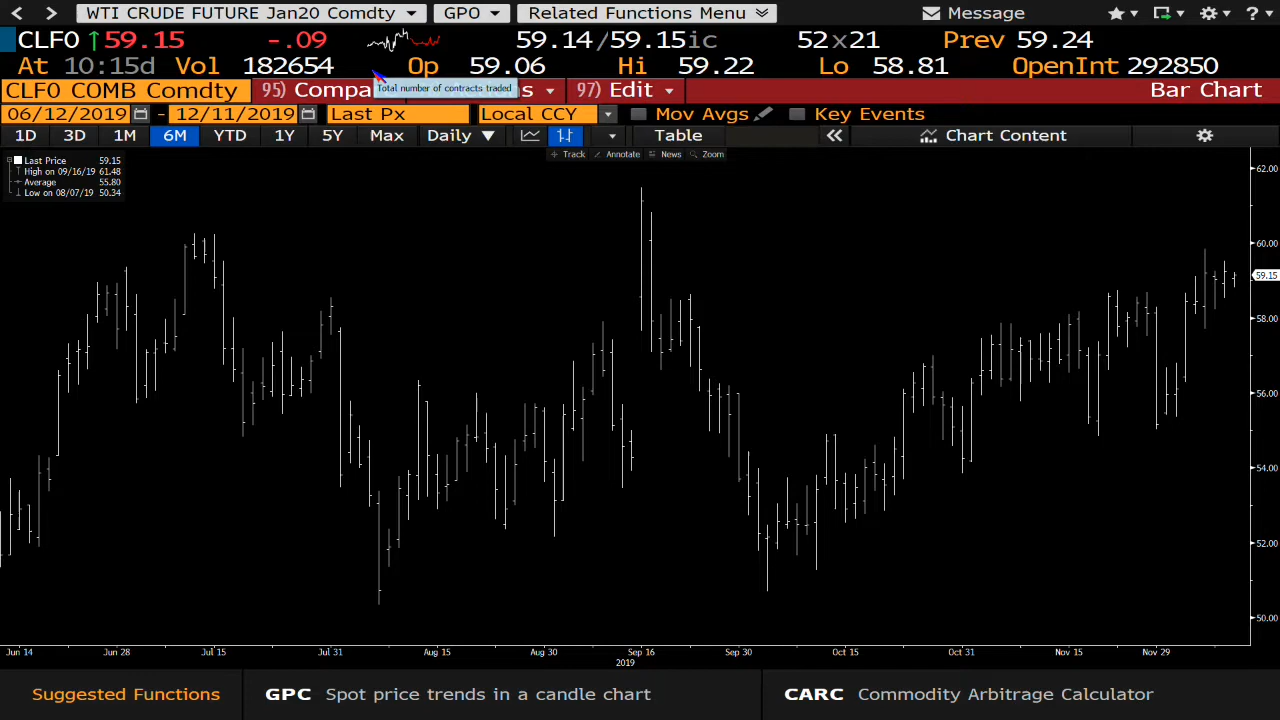 WTI CRUDE FUTURE Jan20 Comdty GPO Related Functions Menu Message
CLF0 ↑59.15 -.09 59.14/59.15ic 52x21 Prev 59.24
At 10:15d Vol 182654 Op 59.06 Hi 59.22 Lo 58.81 OpenInt 292850
CLF0 COMB Comdty 95) Compa Total number of contracts traded 97) Edit Bar Chart
06/12/2019 - 12/11/2019 Last Px Local CCY Mov Avgs Key Events
1D 3D 1M 6M YTD 1Y 5Y Max Daily ▼ Table « Chart Content
Track Annotate News Zoom
Last Price 59.15
High on 09/16/19 61.48
Average 55.80
Low on 08/07/19 50.34
62.00
60.00
59.15
58.00
56.00
54.00
52.00
50.00
Jun 14 Jun 28 Jul 15 Jul 31 Aug 15 Aug 30 Sep 16 Sep 30 Oct 15 Oct 31 Nov 15 Nov 29
2019
Suggested Functions GPC Spot price trends in a candle chart CARC Commodity Arbitrage Calculator